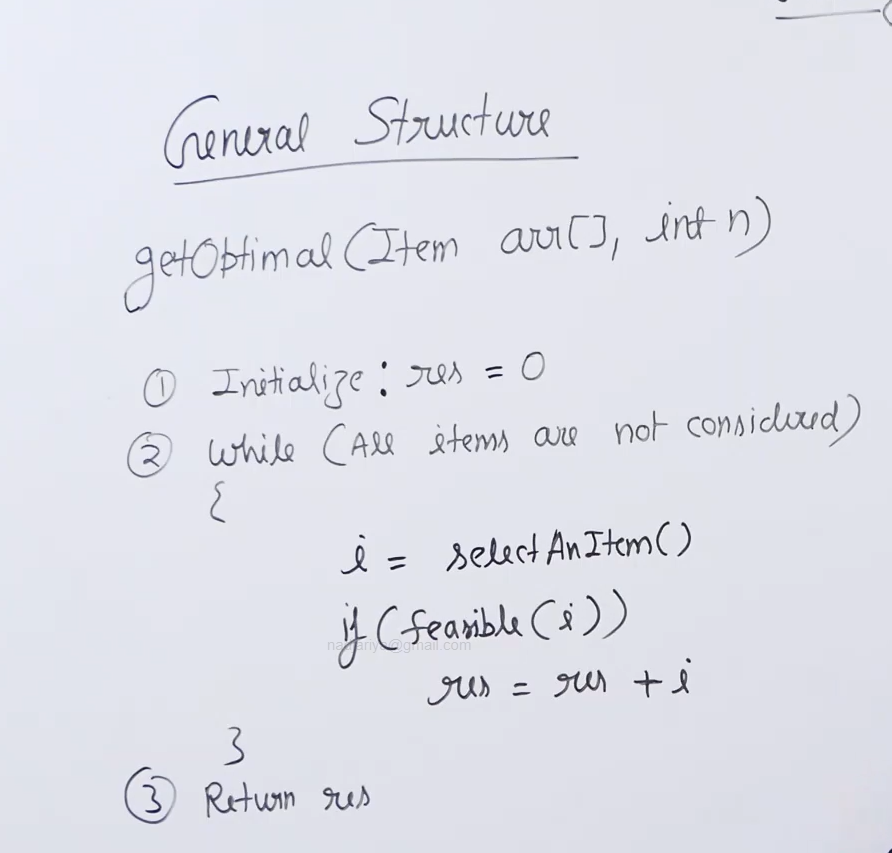 General Structure
getOptimal(Item arr[], int n)
① Initialize: res = 0
② While (All items are not considered)
{
i = selectAnItem()
if(feasible(i))
res = res + i
}
③ Return res